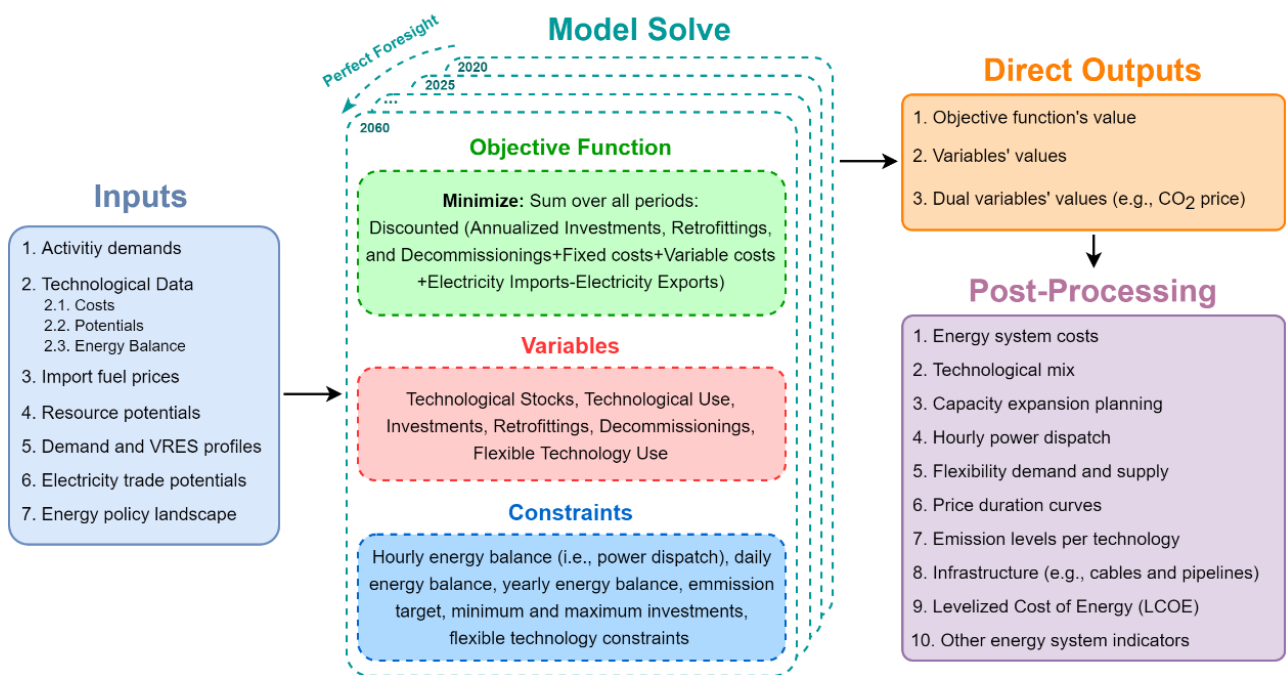 Inputs
1. Activitiy demands
2. Technological Data
2.1. Costs
2.2. Potentials
2.3. Energy Balance
3. Import fuel prices
4. Resource potentials
5. Demand and VRES profiles
6. Electricity trade potentials
7. Energy policy landscape
Model Solve
Perfect Foresight
2020
2025
...
2060
Objective Function
Minimize: Sum over all periods:
Discounted (Annualized Investments, Retrofittings,
and Decommissionings+Fixed costs+Variable costs
+Electricity Imports-Electricity Exports)
Variables
Technological Stocks, Technological Use,
Investments, Retrofittings, Decommissionings,
Flexible Technology Use
Constraints
Hourly energy balance (i.e., power dispatch), daily
energy balance, yearly energy balance, emmission
target, minimum and maximum investments,
flexible technology constraints
Direct Outputs
1. Objective function's value
2. Variables' values
3. Dual variables' values (e.g., CO2 price)
Post-Processing
1. Energy system costs
2. Technological mix
3. Capacity expansion planning
4. Hourly power dispatch
5. Flexibility demand and supply
6. Price duration curves
7. Emission levels per technology
8. Infrastructure (e.g., cables and pipelines)
9. Levelized Cost of Energy (LCOE)
10. Other energy system indicators